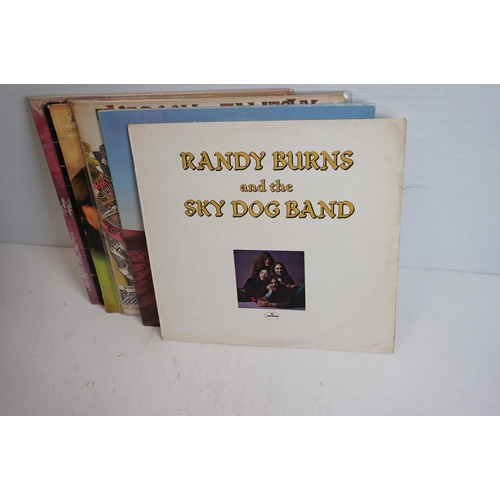 RANDY BURNS
and the
SKY DOG BAND